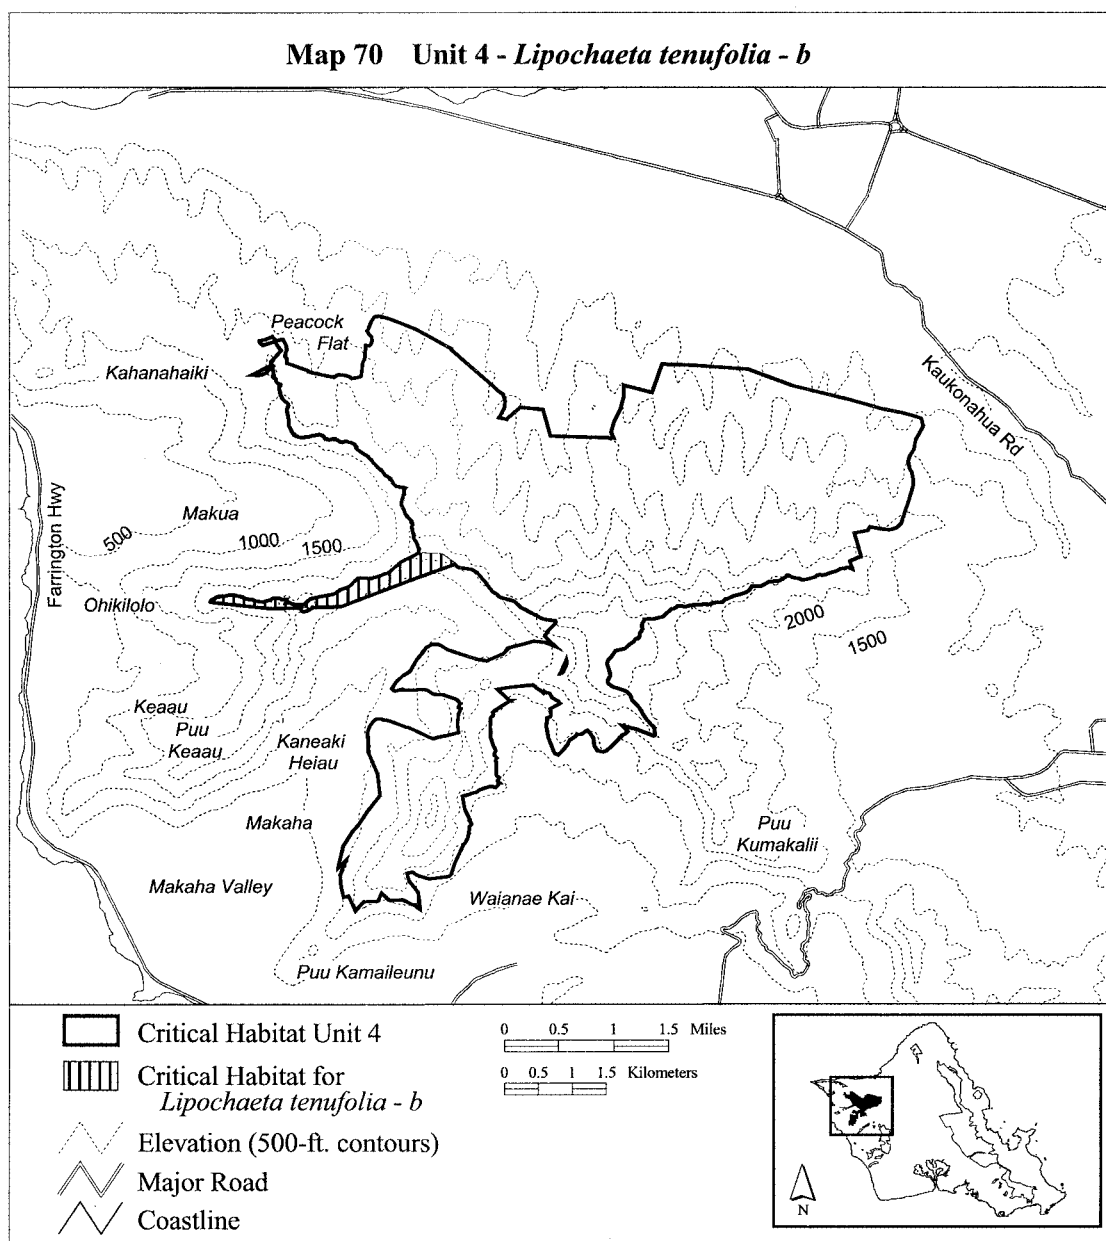 Map 70 Unit 4 - Lipochaeta tenufolia - b
Peacock
Flat
Kahanahaiki
Kaukonahua Rd
Farrington Hwy
Makua
500
1000
1500
Ohikilolo
2000
1500
Keaau
Puu
Keaau
Kaneaki
Heiau
Makaha
Puu
Kumakalii
Makaha Valley
Waianae Kai
Puu Kamaileunu
Critical Habitat Unit 4
Critical Habitat for
Lipochaeta tenufolia - b
Elevation (500-ft. contours)
Major Road
Coastline
0 0.5 1 1.5 Miles
0 0.5 1 1.5 Kilometers
N